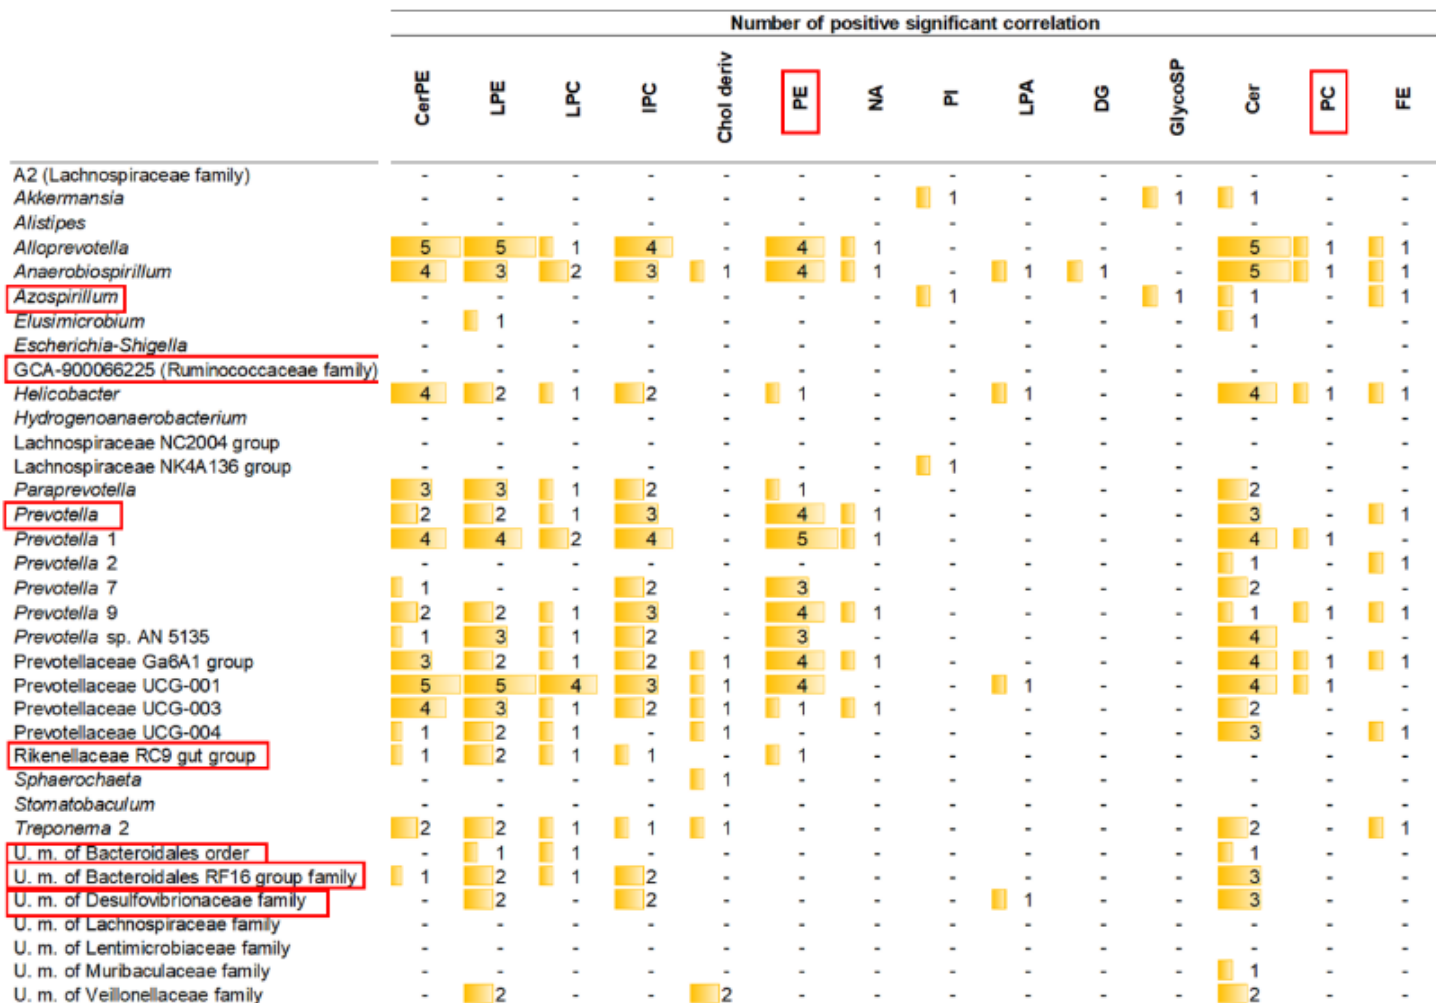 Number of positive significant correlation
CerPE LPE LPC IPC Chol deriv PE NA PI LPA DG GlycoSP Cer PC FE
A2 (Lachnospiraceae family) - - - - - - - - - - - - - -
Akkermansia - - - - - - - 1 - - 1 1 - -
Alistipes - - - - - - - - - - - - - -
Alloprevotella 5 5 1 4 - 4 1 - - - - 5 1 1
Anaerobiospirillum 4 3 2 3 1 4 1 - 1 1 - 5 1 1
Azospirillum - - - - - - - 1 - - 1 1 - 1
Elusimicrobium - 1 - - - - - - - - - 1 - -
Escherichia-Shigella - - - - - - - - - - - - - -
GCA-900066225 (Ruminococcaceae family) - - - - - - - - - - - - - -
Helicobacter 4 2 1 2 - 1 - - 1 - - 4 1 1
Hydrogenoanaerobacterium - - - - - - - - - - - - - -
Lachnospiraceae NC2004 group - - - - - - - - - - - - - -
Lachnospiraceae NK4A136 group - - - - - - - 1 - - - - - -
Paraprevotella 3 3 1 2 - 1 - - - - - 2 - -
Prevotella 2 2 1 3 - 4 1 - - - - 3 - 1
Prevotella 1 4 4 2 4 - 5 1 - - - - 4 1 -
Prevotella 2 - - - - - - - - - - - 1 - 1
Prevotella 7 1 - - 2 - 3 - - - - - 2 - -
Prevotella 9 2 2 1 3 - 4 1 - - - - 1 1 1
Prevotella sp. AN 5135 1 3 1 2 - 3 - - - - - 4 - -
Prevotellaceae Ga6A1 group 3 2 1 2 1 4 1 - - - - 4 1 1
Prevotellaceae UCG-001 5 5 4 3 1 4 - - 1 - - 4 1 -
Prevotellaceae UCG-003 4 3 1 2 1 1 1 - - - - 2 - -
Prevotellaceae UCG-004 1 2 1 - 1 - - - - - - 3 - 1
Rikenellaceae RC9 gut group 1 2 1 1 - 1 - - - - - - - -
Sphaerochaeta - - - - 1 - - - - - - - - -
Stomatobaculum - - - - - - - - - - - - - -
Treponema 2 2 2 1 1 1 - - - - - - 2 - 1
U. m. of Bacteroidales order - 1 1 - - - - - - - - 1 - -
U. m. of Bacteroidales RF16 group family 1 2 1 2 - - - - - - - 3 - -
U. m. of Desulfovibrionaceae family - 2 - 2 - - - - 1 - - 3 - -
U. m. of Lachnospiraceae family - - - - - - - - - - - - - -
U. m. of Lentimicrobiaceae family - - - - - - - - - - - - - -
U. m. of Muribaculaceae family - - - - - - - - - - - 1 - -
U. m. of Veillonellaceae family - 2 - - 2 - - - - - - 2 - -